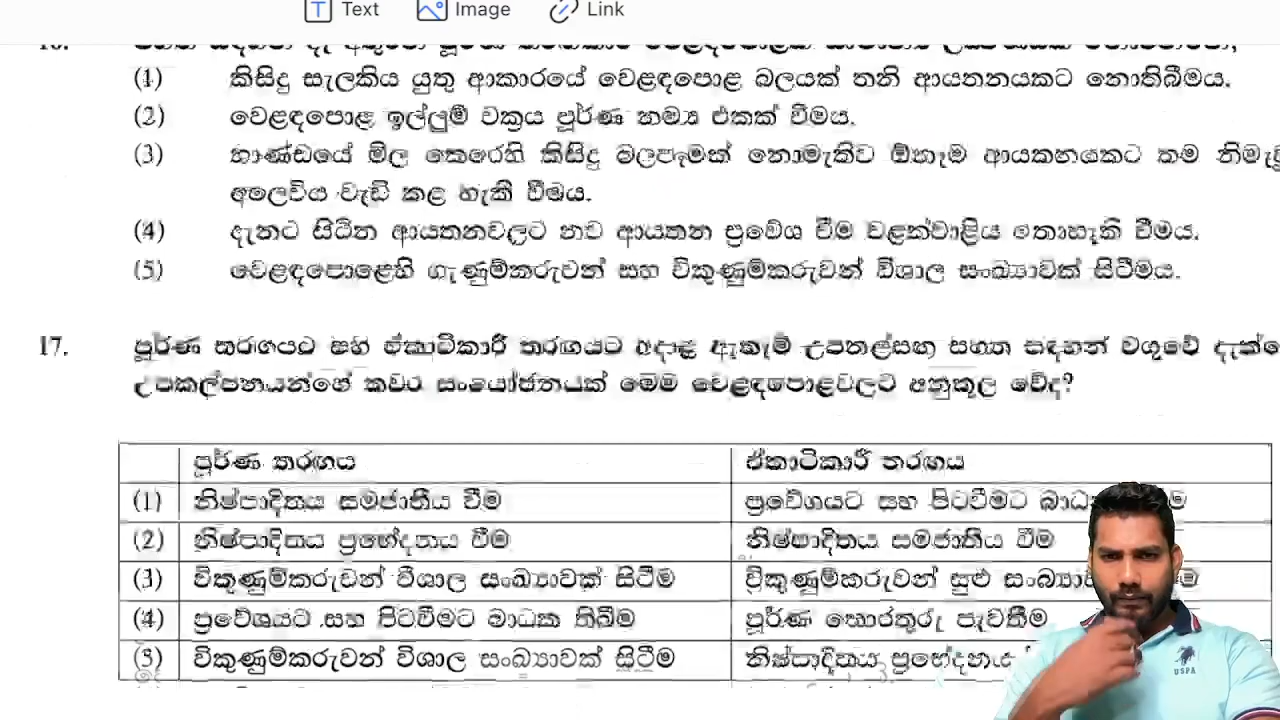 Text Image Link
(1) කිසිදු සැලකිය යුතු ආකාරයේ වෙළඳපොළ බලයක් තනි ආයතනයකට නොතිබීමය.
(2) වෙළඳපොළ ඉල්ලුම් වක්‍රය පූර්ණ නම්‍ය එකක් වීමය.
(3) භාණ්ඩයේ මිල කෙරෙහි කිසිදු බලපෑමක් නොමැතිව ඕනෑම ආයතනයකට තම
අලෙවිය වැඩි කළ හැකි වීමය.
(4) දැනට සිටින ආයතනවලට නව ආයතන ප්‍රවේශ වීම වළක්වාළිය නොහැකි වීමය.
(5) වෙළඳපොළෙහි ගැණුම්කරුවන් සහ විකුණුම්කරුවන් විශාල සංඛ්‍යාවක් සිටීමය.
17. පූර්ණ තරගයට සහ ඒකාධිකාරී තරගයට අදාළ ඇතැම් උපකල්පන පහත සඳහන් වගුවේ
උපකල්පනයන්ගේ කවර සංයෝජනයක් මෙම වෙළඳපොළවලට අනුකූල වේද?
පූර්ණ තරගය ඒකාධිකාරී තරගය
(1) නිෂ්පාදිතය සමජාතීය වීම ප්‍රවේශයට සහ පිටවීමට
(2) නිෂ්පාදිතය ප්‍රභේදනය වීම නිෂ්පාදිතය සමජාතීය වීම
(3) විකුණුම්කරුවන් විශාල සංඛ්‍යාවක් සිටීම විකුණුම්කරුවන් සුළු
(4) ප්‍රවේශයට සහ පිටවීමට බාධක තිබීම පූර්ණ තොරතුරු පැවතීම
(5) විකුණුම්කරුවන් විශාල සංඛ්‍යාවක් සිටීම නිෂ්පාදිතය ප්‍රභේදනය
USPA